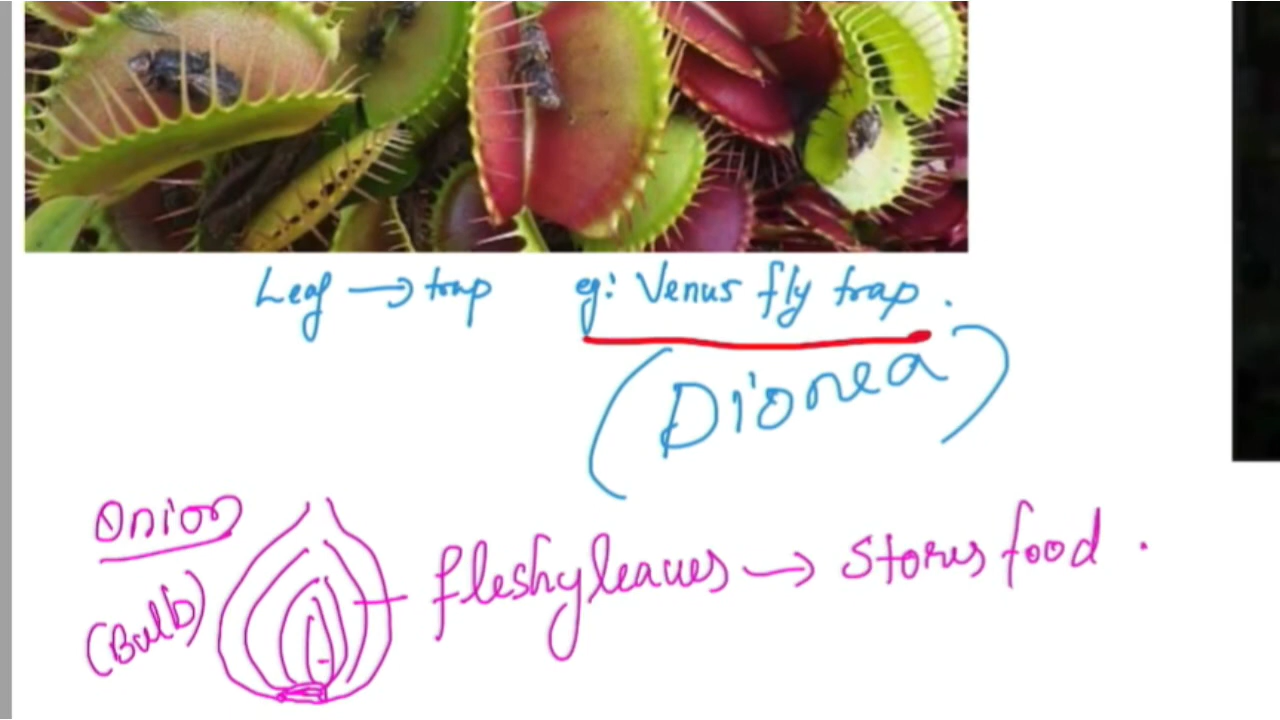 Leaf → trap eg: Venus fly trap.
(Dionea)
Onion
(Bulb)
fleshy leaves → Stores food.